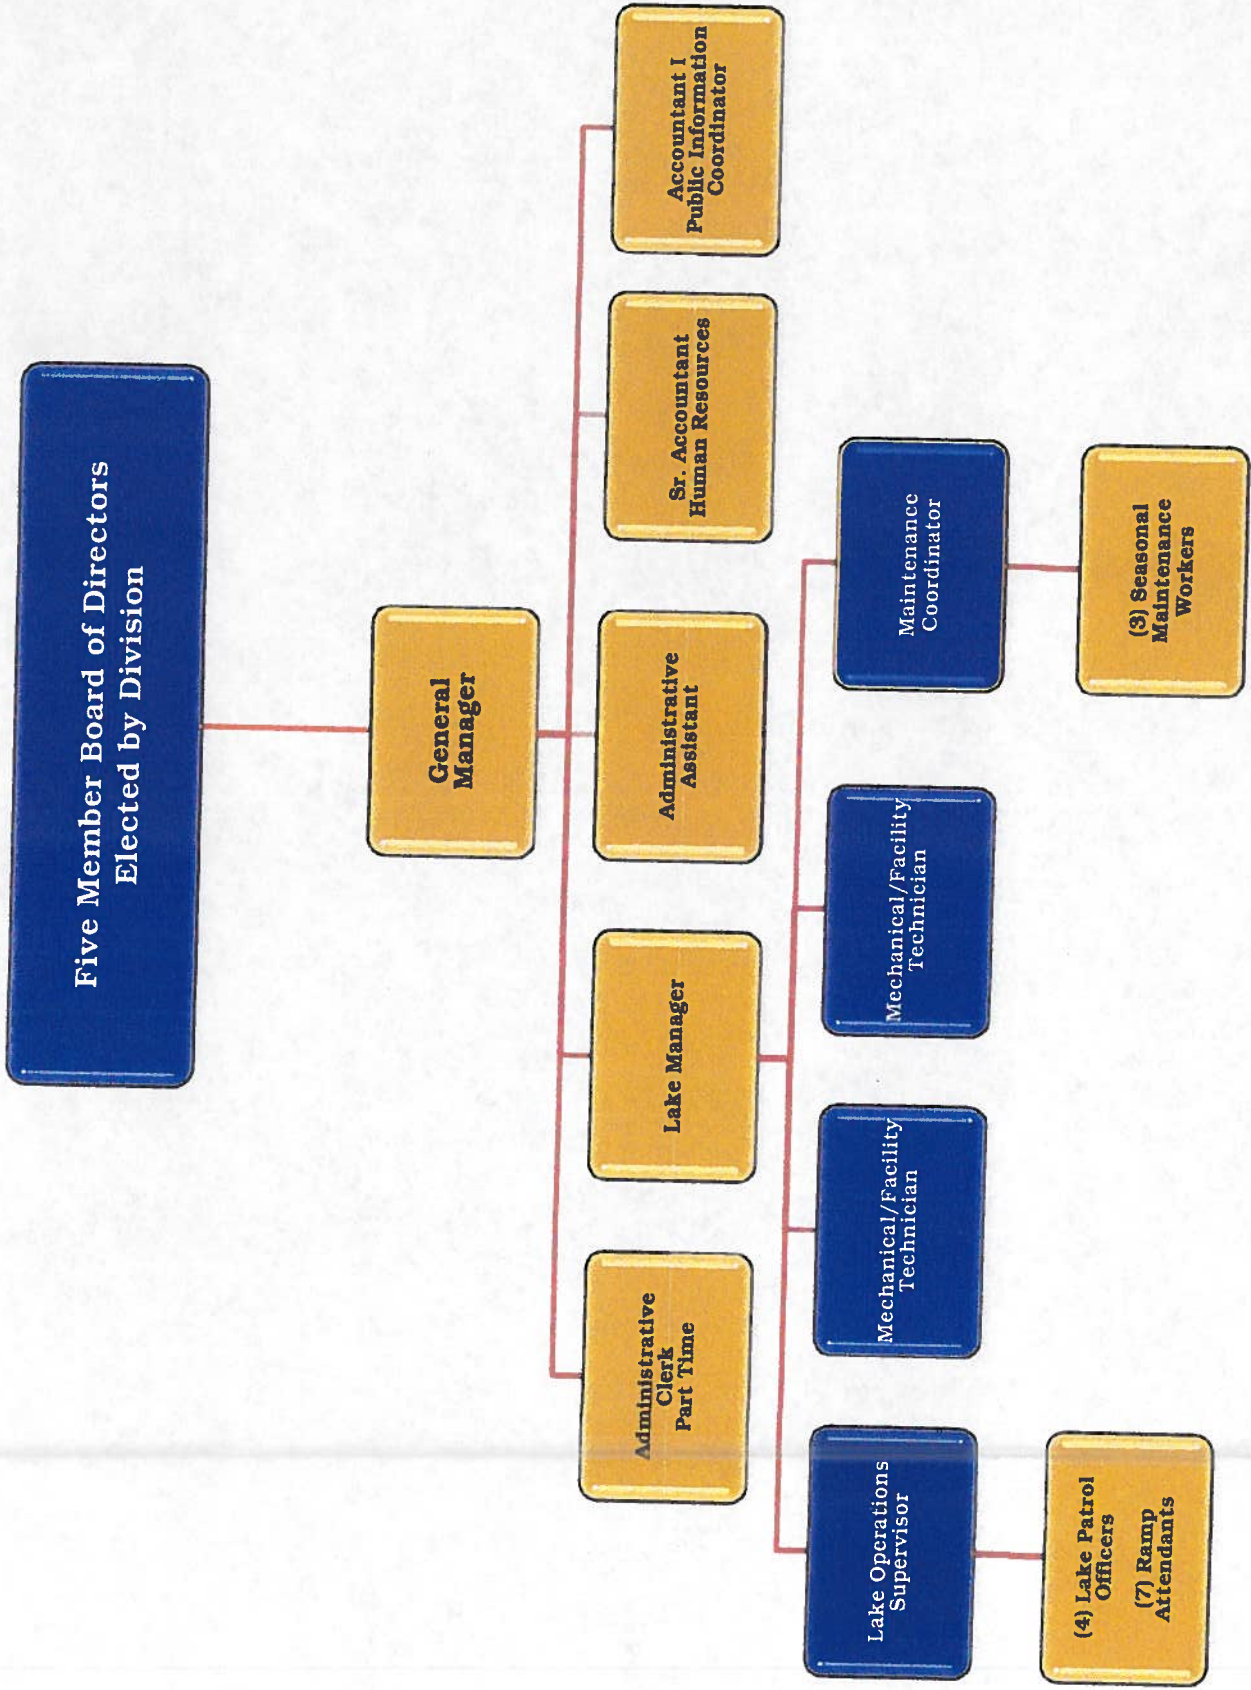 Five Member Board of Directors
Elected by Division
General
Manager
Administrative
Clerk
Part Time
Lake Manager
Administrative
Assistant
Sr. Accountant
Human Resources
Accountant I
Public Information
Coordinator
Lake Operations
Supervisor
Mechanical/Facility
Technician
Mechanical/Facility
Technician
Maintenance
Coordinator
(4) Lake Patrol
Officers
(7) Ramp
Attendants
(3) Seasonal
Maintenance
Workers